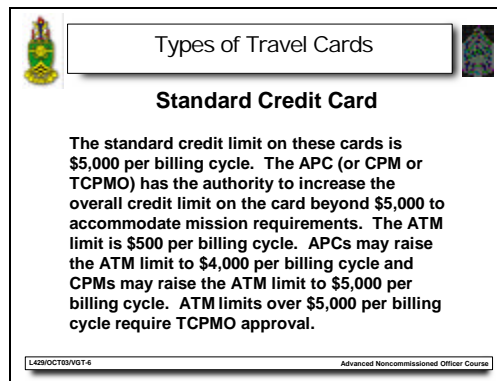 Types of Travel Cards
Standard Credit Card
The standard credit limit on these cards is
$5,000 per billing cycle. The APC (or CPM or
TCPMO) has the authority to increase the
overall credit limit on the card beyond $5,000 to
accommodate mission requirements. The ATM
limit is $500 per billing cycle. APCs may raise
the ATM limit to $4,000 per billing cycle and
CPMs may raise the ATM limit to $5,000 per
billing cycle. ATM limits over $5,000 per billing
cycle require TCPMO approval.
L429/OCT03/VGT-6 Advanced Noncommissioned Officer Course